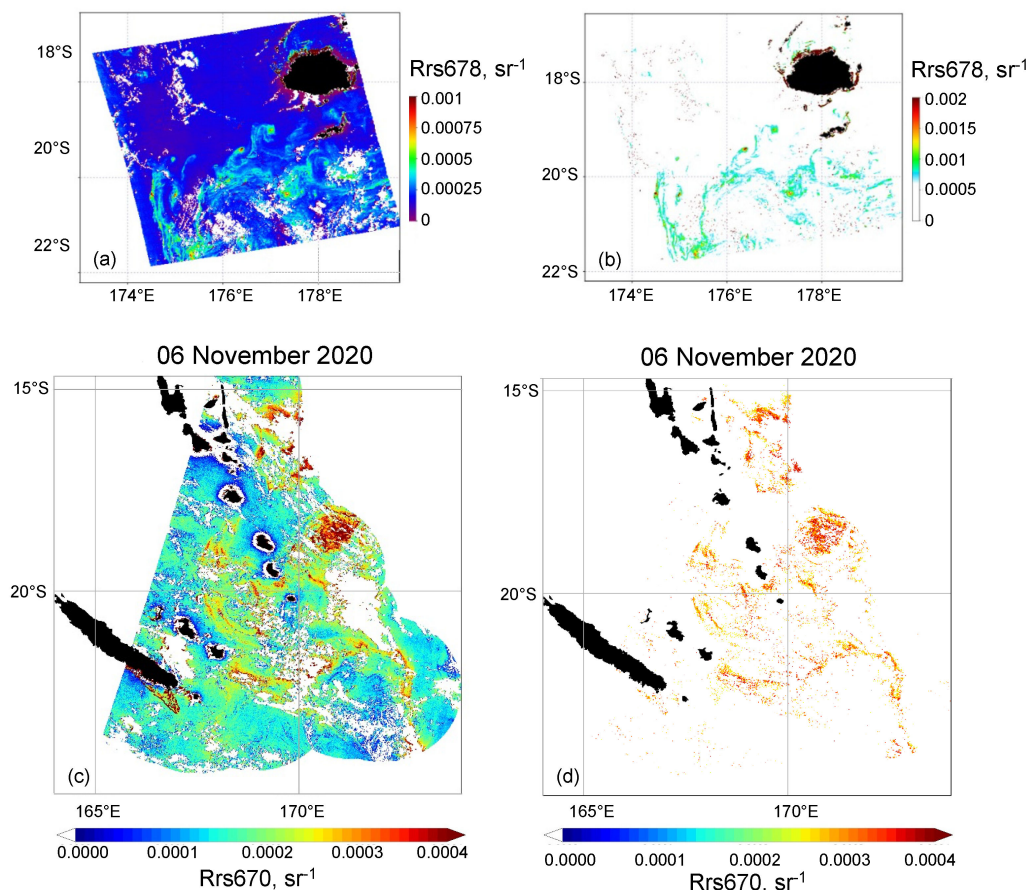 18°S
20°S
22°S
174°E
176°E
178°E
(a)
Rrs678, sr⁻¹
0.001
0.00075
0.0005
0.00025
0
18°S
20°S
22°S
174°E
176°E
178°E
(b)
Rrs678, sr⁻¹
0.002
0.0015
0.001
0.0005
0
06 November 2020
15°S
20°S
(c)
165°E
170°E
0.0000
0.0001
0.0002
0.0003
0.0004
Rrs670, sr⁻¹
06 November 2020
15°S
20°S
(d)
165°E
170°E
0.0000
0.0001
0.0002
0.0003
0.0004
Rrs670, sr⁻¹